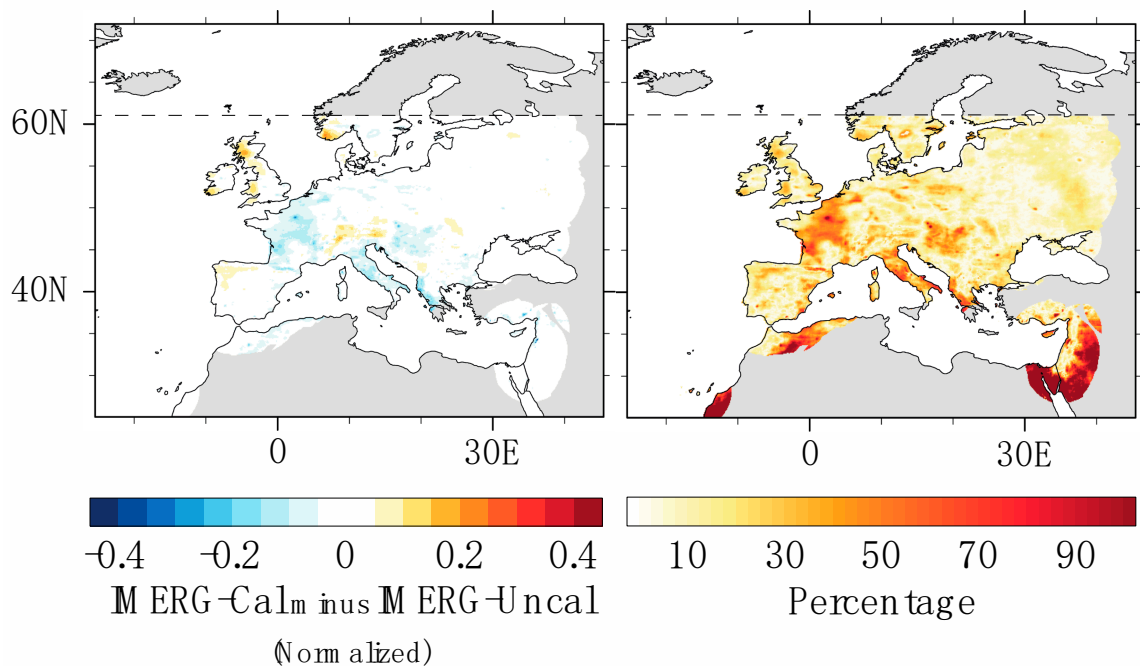 60N
40N
0
30E
0
30E
-0.4
-0.2
0
0.2
0.4
IMERG-Cal minus IMERG-Uncal
(Normalized)
10
30
50
70
90
Percentage